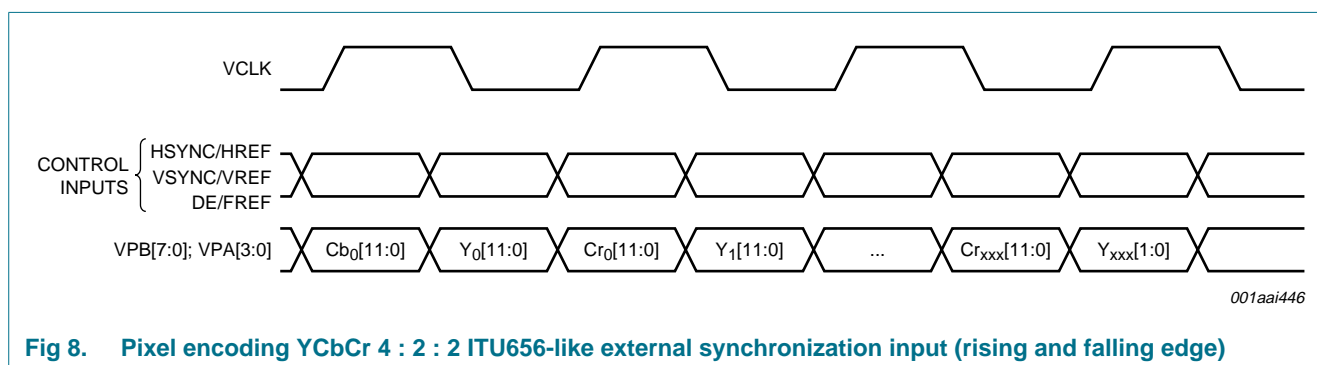 VCLK
CONTROL INPUTS
HSYNC/HREF
VSYNC/VREF
DE/FREF
VPB[7:0]; VPA[3:0]
Cb0[11:0] Y0[11:0] Cr0[11:0] Y1[11:0] ... Crxxx[11:0] Yxxx[1:0]
001aai446
Fig 8. Pixel encoding YCbCr 4 : 2 : 2 ITU656-like external synchronization input (rising and falling edge)